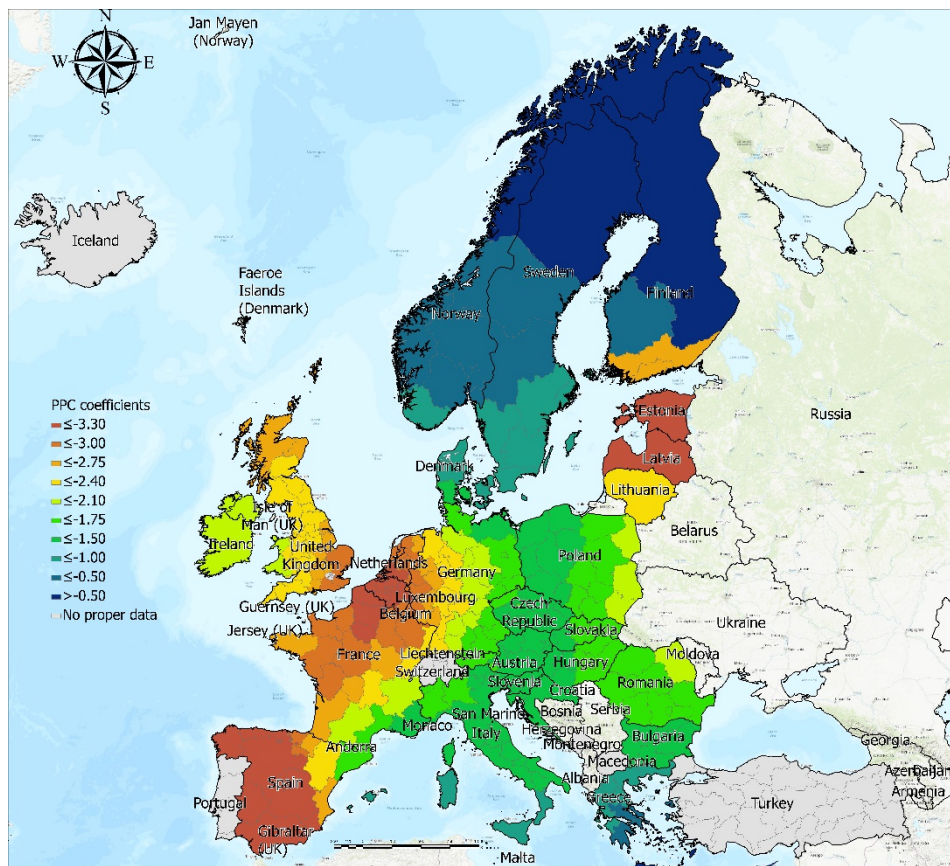 Jan Mayen
(Norway)
N
W
E
S
Iceland
Faeroe
Islands
(Denmark)
Sweden
Norway
Finland
Russia
PPC coefficients
≤-3.30
≤-3.00
≤-2.75
≤-2.40
≤-2.10
≤-1.75
≤-1.50
≤-1.00
≤-0.50
>-0.50
No proper data
Estonia
Latvia
Denmark
Lithuania
Isle of
Man (UK)
Belarus
Ireland
United
Kingdom
Netherlands
Poland
Germany
Guernsey (UK)
Luxembourg
Belgium
Czech
Republic
Ukraine
Jersey (UK)
Slovakia
France
Liechtenstein
Switzerland
Austria
Hungary
Moldova
Slovenia
Romania
Croatia
San Marino
Bosnia
Serbia
Monaco
Italy
Herzegovina
Andorra
Montenegro
Bulgaria
Georgia
Macedonia
Spain
Albania
Azerbaijan
Portugal
Greece
Turkey
Armenia
Gibraltar
(UK)
Malta